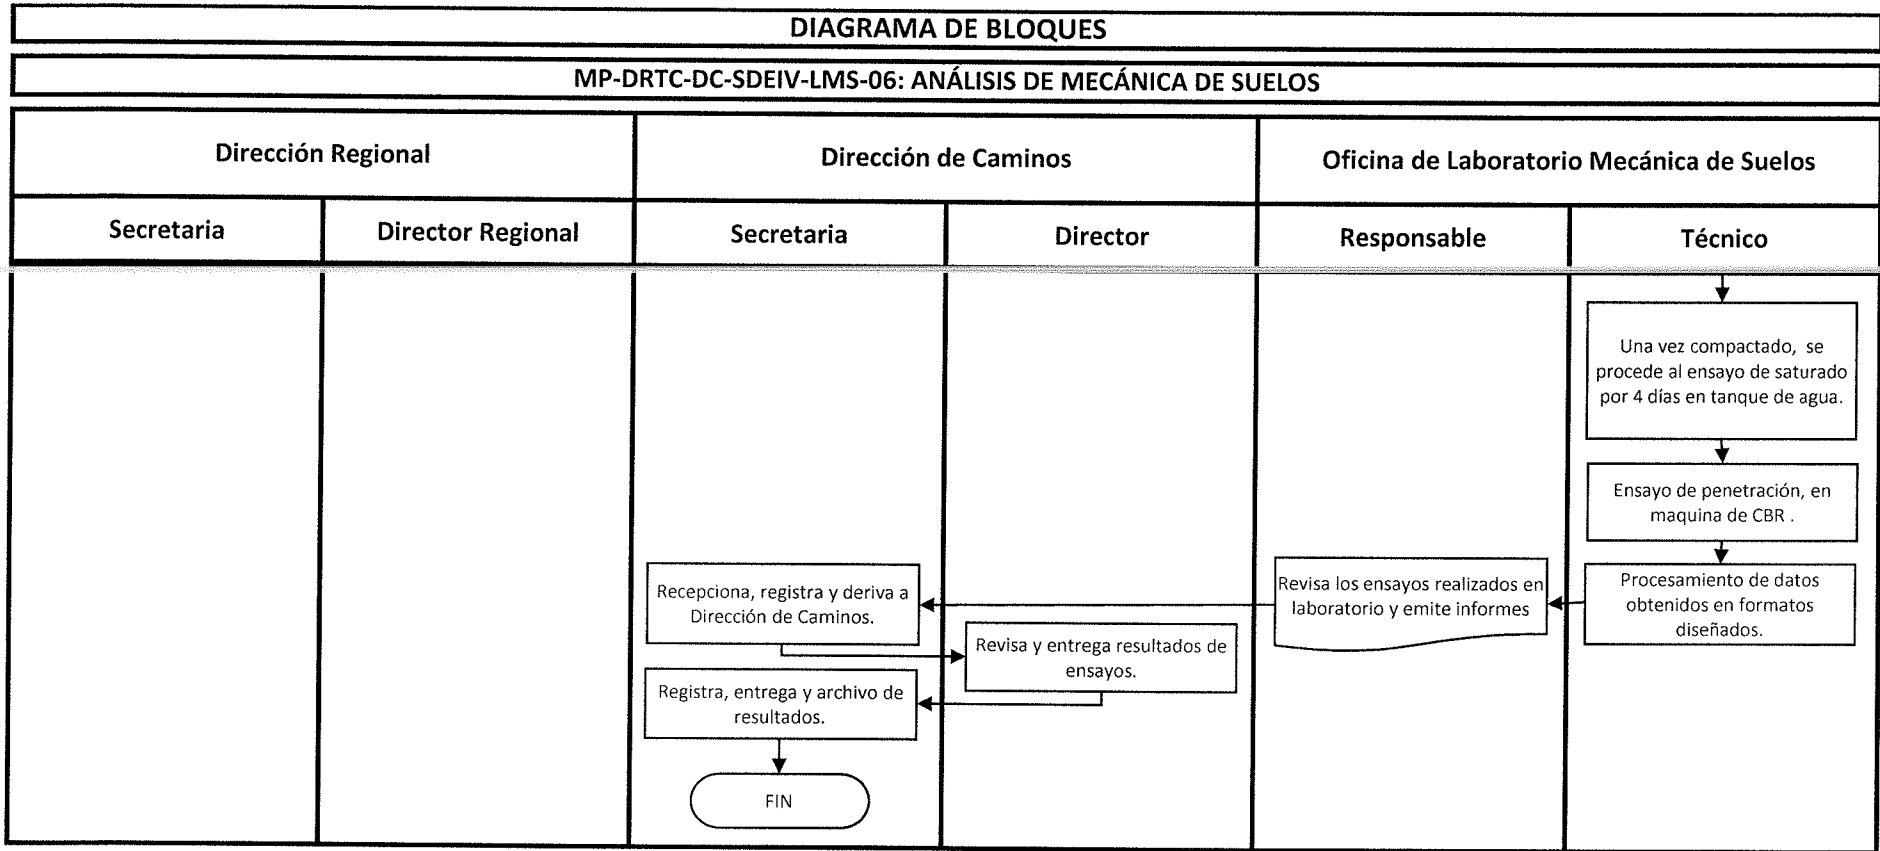 DIAGRAMA DE BLOQUES
MP-DRTC-DC-SDEIV-LMS-06: ANÁLISIS DE MECÁNICA DE SUELOS
Dirección Regional
Dirección de Caminos
Oficina de Laboratorio Mecánica de Suelos
Secretaria
Director Regional
Secretaria
Director
Responsable
Técnico
Una vez compactado, se
procede al ensayo de saturado
por 4 días en tanque de agua.
Ensayo de penetración, en
maquina de CBR .
Procesamiento de datos
obtenidos en formatos
diseñados.
Revisa los ensayos realizados en
laboratorio y emite informes
Recepciona, registra y deriva a
Dirección de Caminos.
Revisa y entrega resultados de
ensayos.
Registra, entrega y archivo de
resultados.
FIN